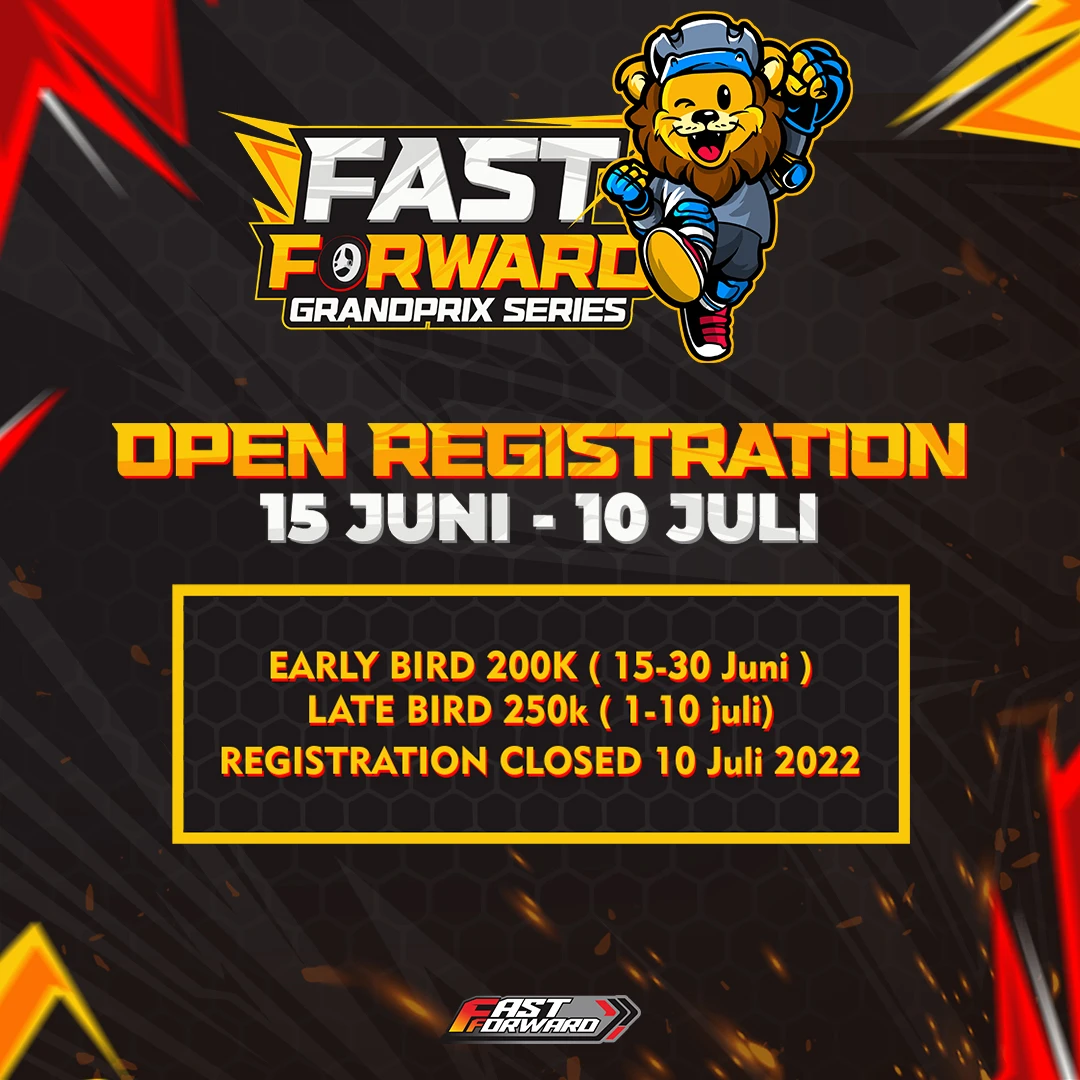 FAST
FORWARD
GRANDPRIX SERIES
OPEN REGISTRATION
15 JUNI - 10 JULI
EARLY BIRD 200K ( 15-30 Juni )
LATE BIRD 250k ( 1-10 juli)
REGISTRATION CLOSED 10 Juli 2022
FAST
FORWARD